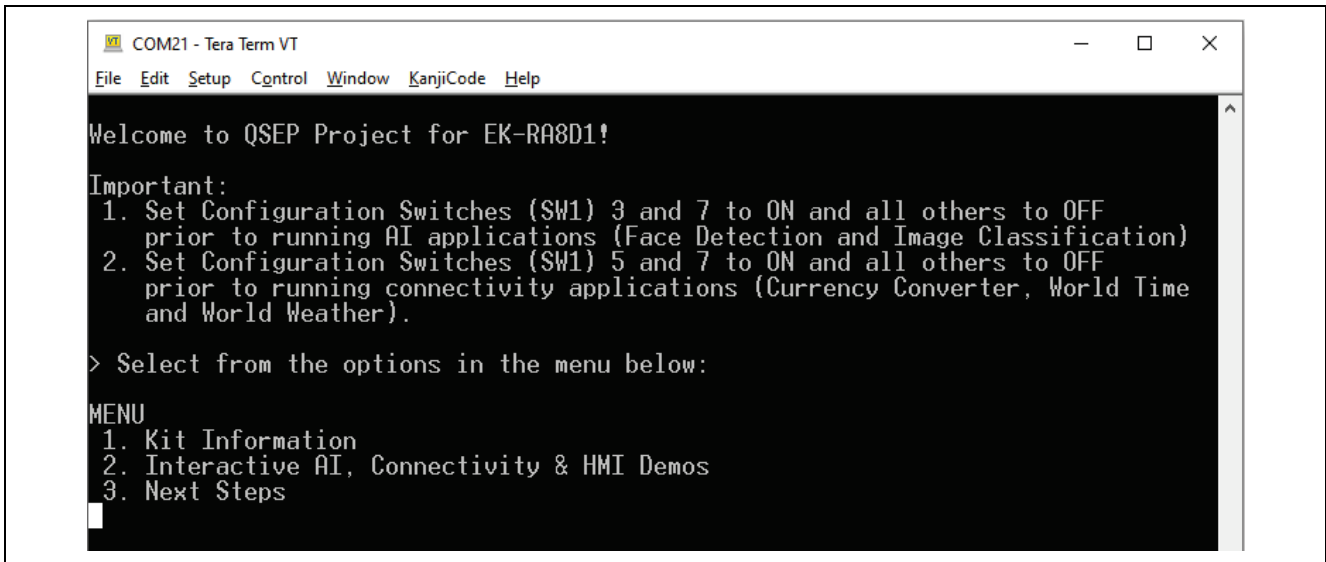 COM21 - Tera Term VT
File Edit Setup Control Window KanjiCode Help
Welcome to QSEP Project for EK-RA8D1!
Important:
1. Set Configuration Switches (SW1) 3 and 7 to ON and all others to OFF
prior to running AI applications (Face Detection and Image Classification)
2. Set Configuration Switches (SW1) 5 and 7 to ON and all others to OFF
prior to running connectivity applications (Currency Converter, World Time
and World Weather).
> Select from the options in the menu below:
MENU
1. Kit Information
2. Interactive AI, Connectivity & HMI Demos
3. Next Steps